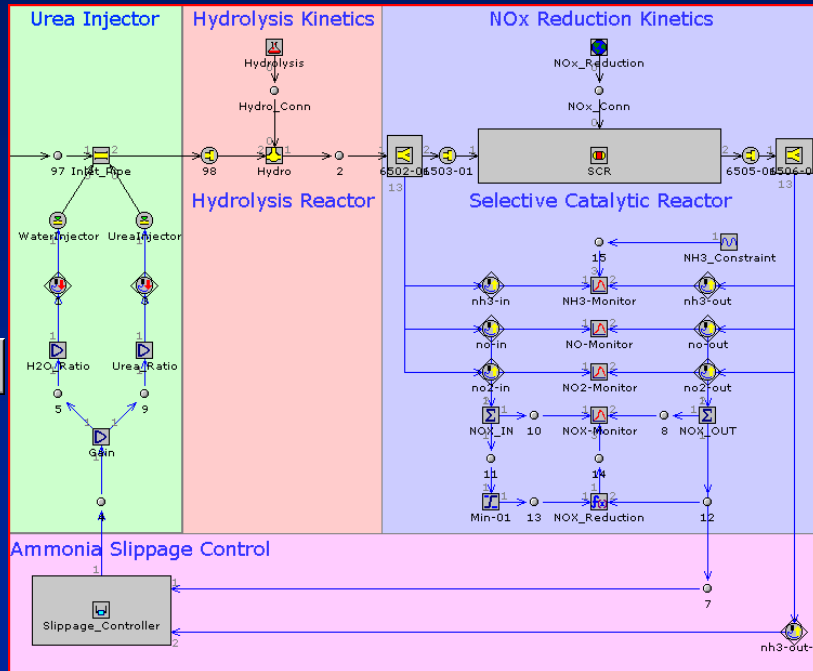 Urea Injector
Hydrolysis Kinetics
NOx Reduction Kinetics
Hydrolysis
NOx_Reduction
Hydro_Conn
NOx_Conn
97
Inlet_Pipe
98
Hydro
2
6503-01
SCR
Hydrolysis Reactor
Selective Catalytic Reactor
WaterInjector
UreaInjector
15
NH3_Constraint
nh3-in
NH3-Monitor
nh3-out
no-in
NO-Monitor
no-out
H2O_Ratio
Urea_Ratio
no2-in
NO2-Monitor
no2-out
5
9
NOX_IN
10
NOX-Monitor
8
NOX_OUT
Gain
11
14
Min-01
13
NOX_Reduction
12
4
Ammonia Slippage Control
7
Slippage_Controller